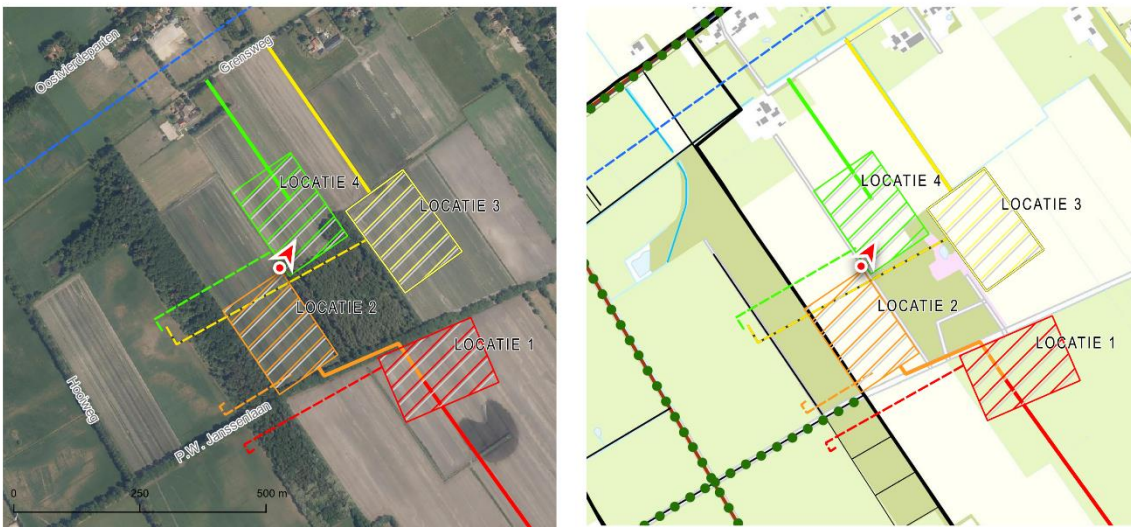 Oostvierdeparten
Grensweg
LOCATIE 4
LOCATIE 3
LOCATIE 2
LOCATIE 1
Hooiweg
P.W. Janssenlaan
0 250 500 m
LOCATIE 4
LOCATIE 3
LOCATIE 2
LOCATIE 1